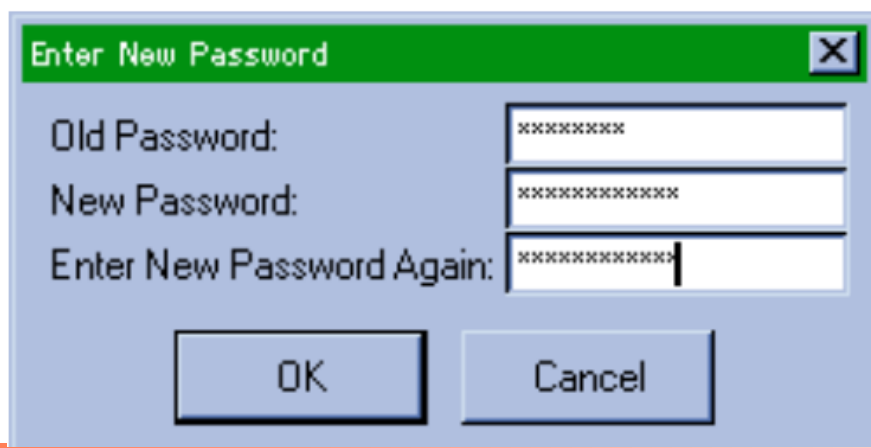 Enter New Password
Old Password: ********
New Password: ************
Enter New Password Again: ************
OK Cancel